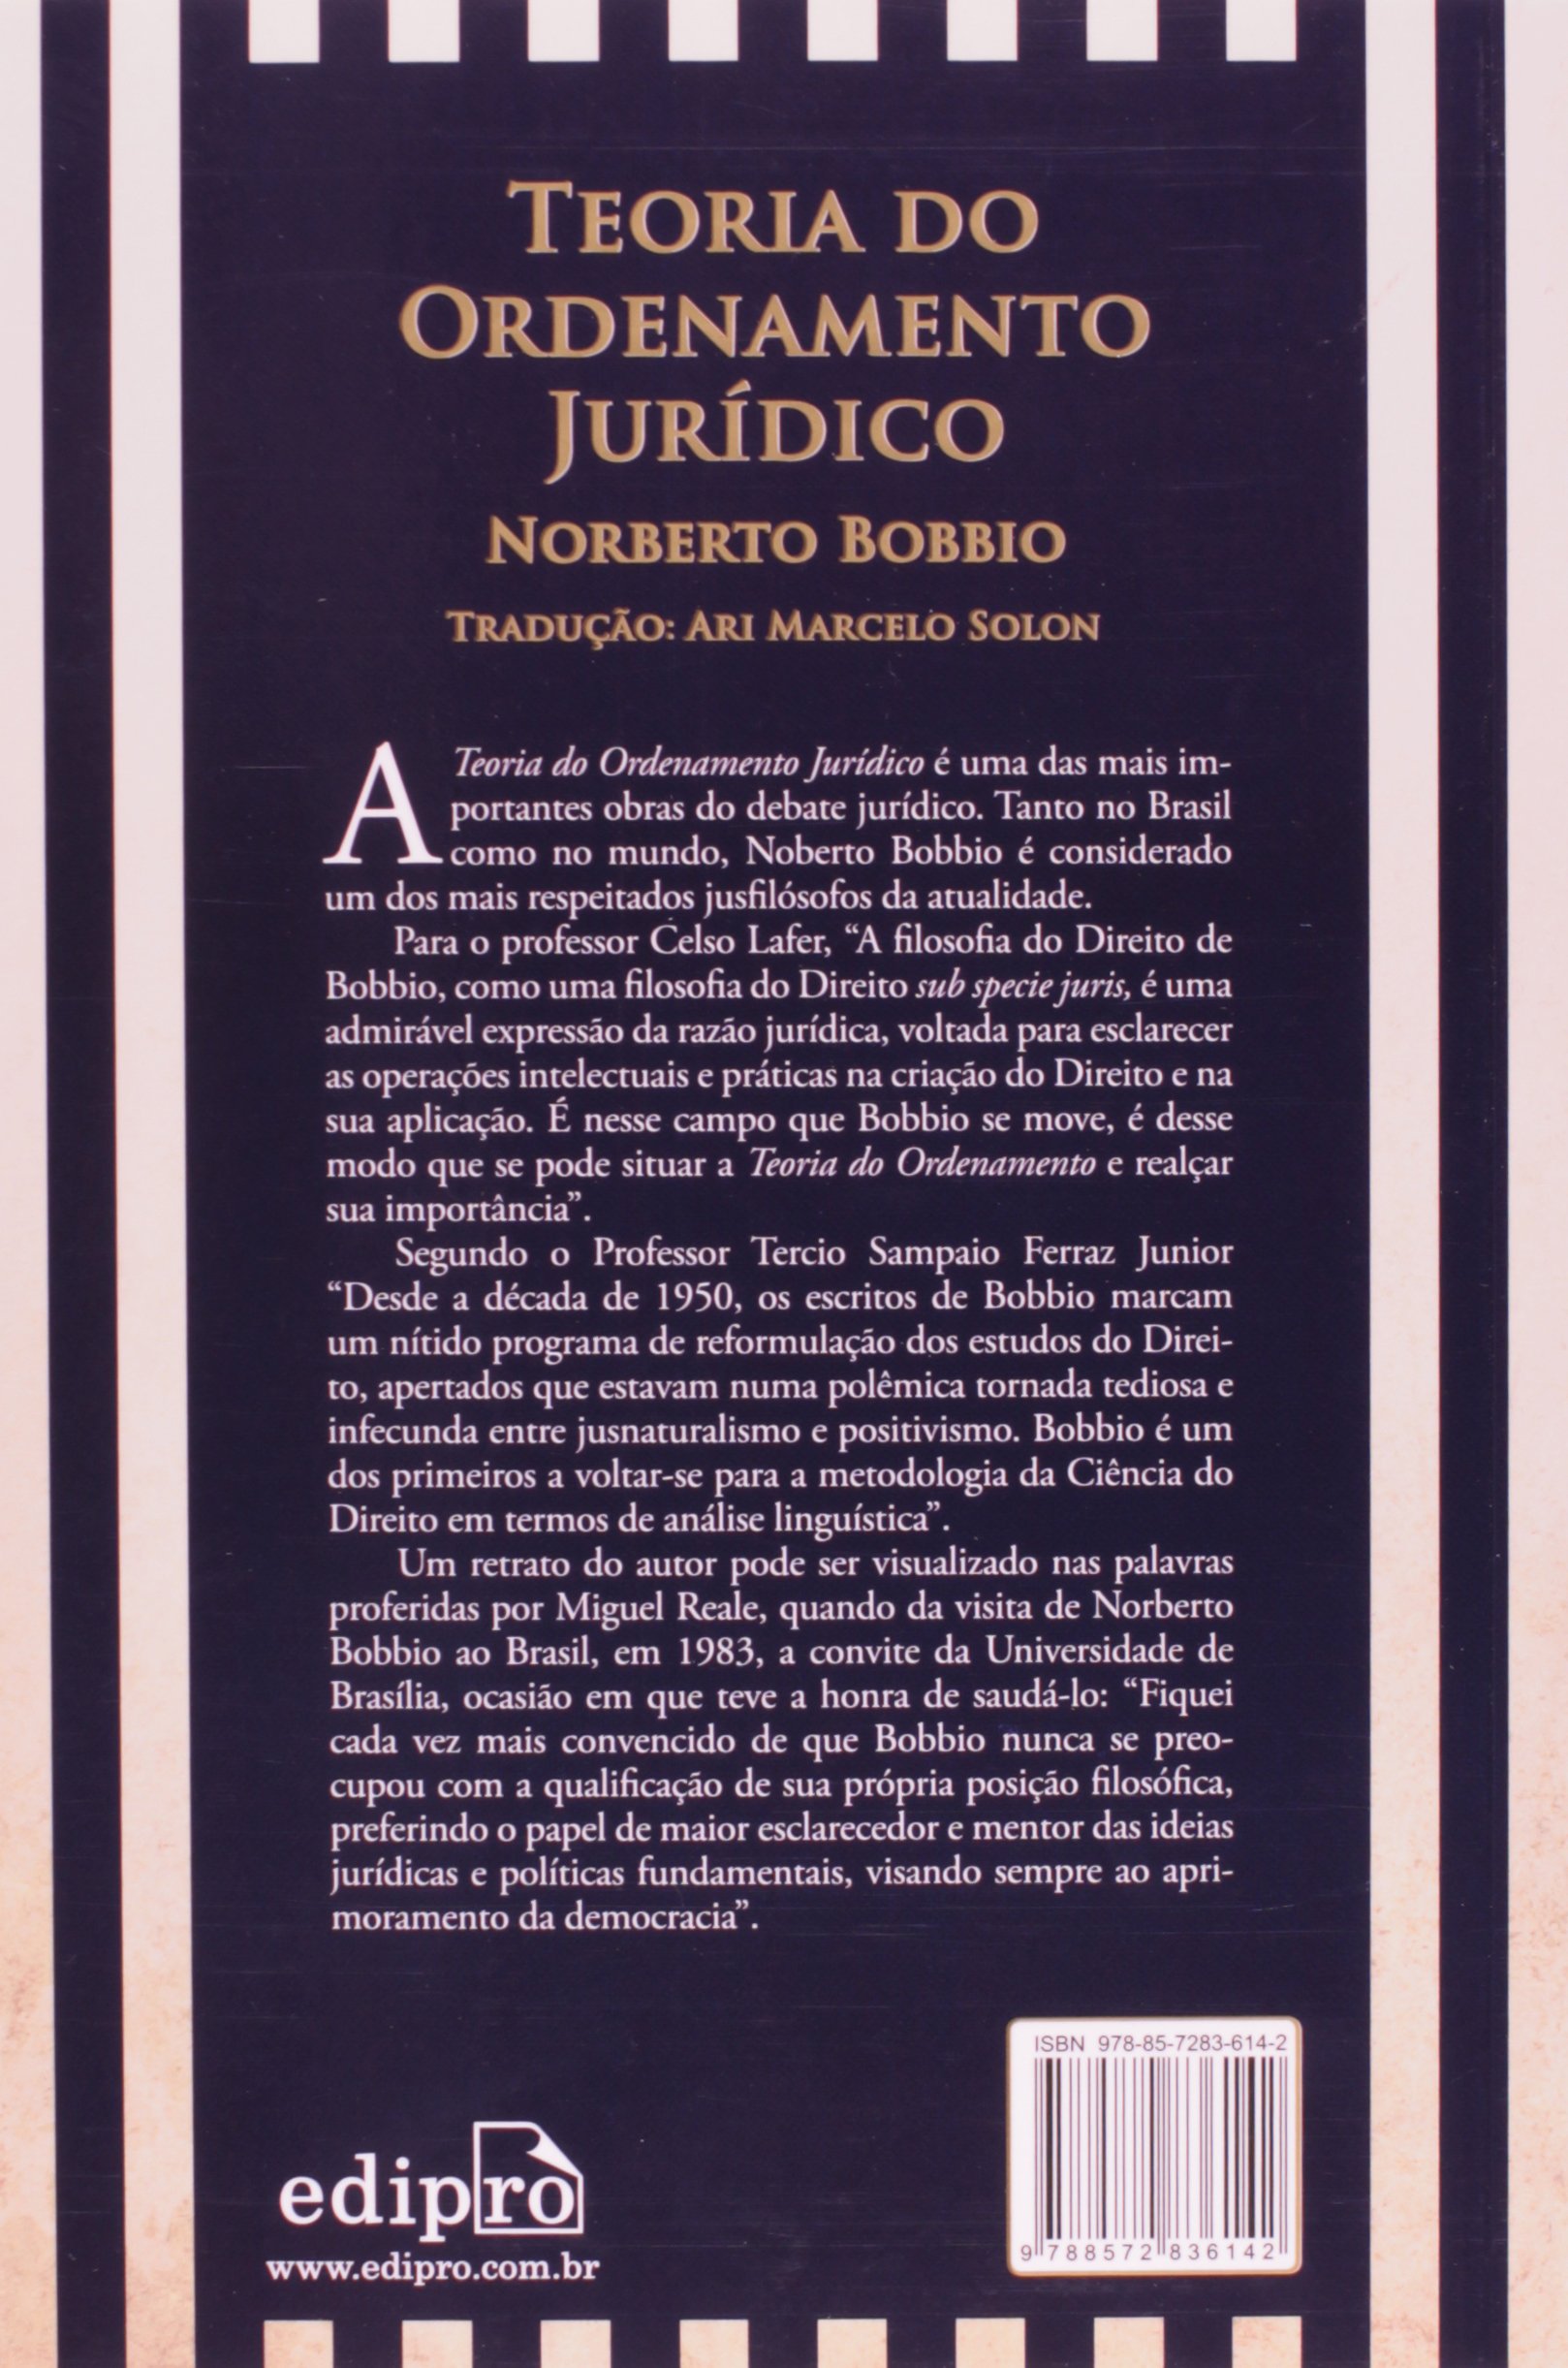 TEORIA DO
ORDENAMENTO
JURÍDICO
NORBERTO BOBBIO
TRADUÇÃO: ARI MARCELO SOLON
A Teoria do Ordenamento Jurídico é uma das mais im-
portantes obras do debate jurídico. Tanto no Brasil
como no mundo, Noberto Bobbio é considerado
um dos mais respeitados jusfilósofos da atualidade.
Para o professor Celso Lafer, “A filosofia do Direito de
Bobbio, como uma filosofia do Direito sub specie juris, é uma
admirável expressão da razão jurídica, voltada para esclarecer
as operações intelectuais e práticas na criação do Direito e na
sua aplicação. É nesse campo que Bobbio se move, é desse
modo que se pode situar a Teoria do Ordenamento e realçar
sua importância”.
Segundo o Professor Tercio Sampaio Ferraz Junior
“Desde a década de 1950, os escritos de Bobbio marcam
um nítido programa de reformulação dos estudos do Direi-
to, apertados que estavam numa polêmica tornada tediosa e
infecunda entre jusnaturalismo e positivismo. Bobbio é um
dos primeiros a voltar-se para a metodologia da Ciência do
Direito em termos de análise linguística”.
Um retrato do autor pode ser visualizado nas palavras
proferidas por Miguel Reale, quando da visita de Norberto
Bobbio ao Brasil, em 1983, a convite da Universidade de
Brasília, ocasião em que teve a honra de saudá-lo: “Fiquei
cada vez mais convencido de que Bobbio nunca se preo-
cupou com a qualificação de sua própria posição filosófica,
preferindo o papel de maior esclarecedor e mentor das ideias
jurídicas e políticas fundamentais, visando sempre ao apri-
moramento da democracia”.
ISBN 978-85-7283-614-2
9 788572 836142
edipro
www.edipro.com.br